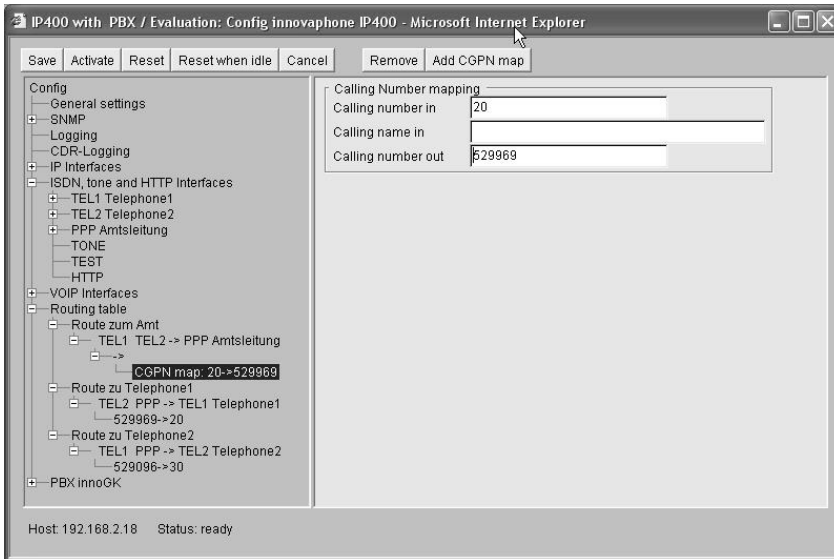 IP400 with PBX / Evaluation: Config innovaphone IP400 - Microsoft Internet Explorer
Save Activate Reset Reset when idle Cancel Remove Add CGPN map
Config
General settings
SNMP
Logging
CDR-Logging
IP Interfaces
ISDN, tone and HTTP Interfaces
TEL1 Telephone1
TEL2 Telephone2
PPP Amtsleitung
TONE
TEST
HTTP
VOIP Interfaces
Routing table
Route zum Amt
TEL1 TEL2 -> PPP Amtsleitung
->
CGPN map: 20->529969
Route zu Telephone1
TEL2 PPP -> TEL1 Telephone1
529969->20
Route zu Telephone2
TEL1 PPP -> TEL2 Telephone2
529096->30
PBX innoGK
Calling Number mapping
Calling number in 20
Calling name in
Calling number out 529969
Host: 192.168.2.18 Status: ready